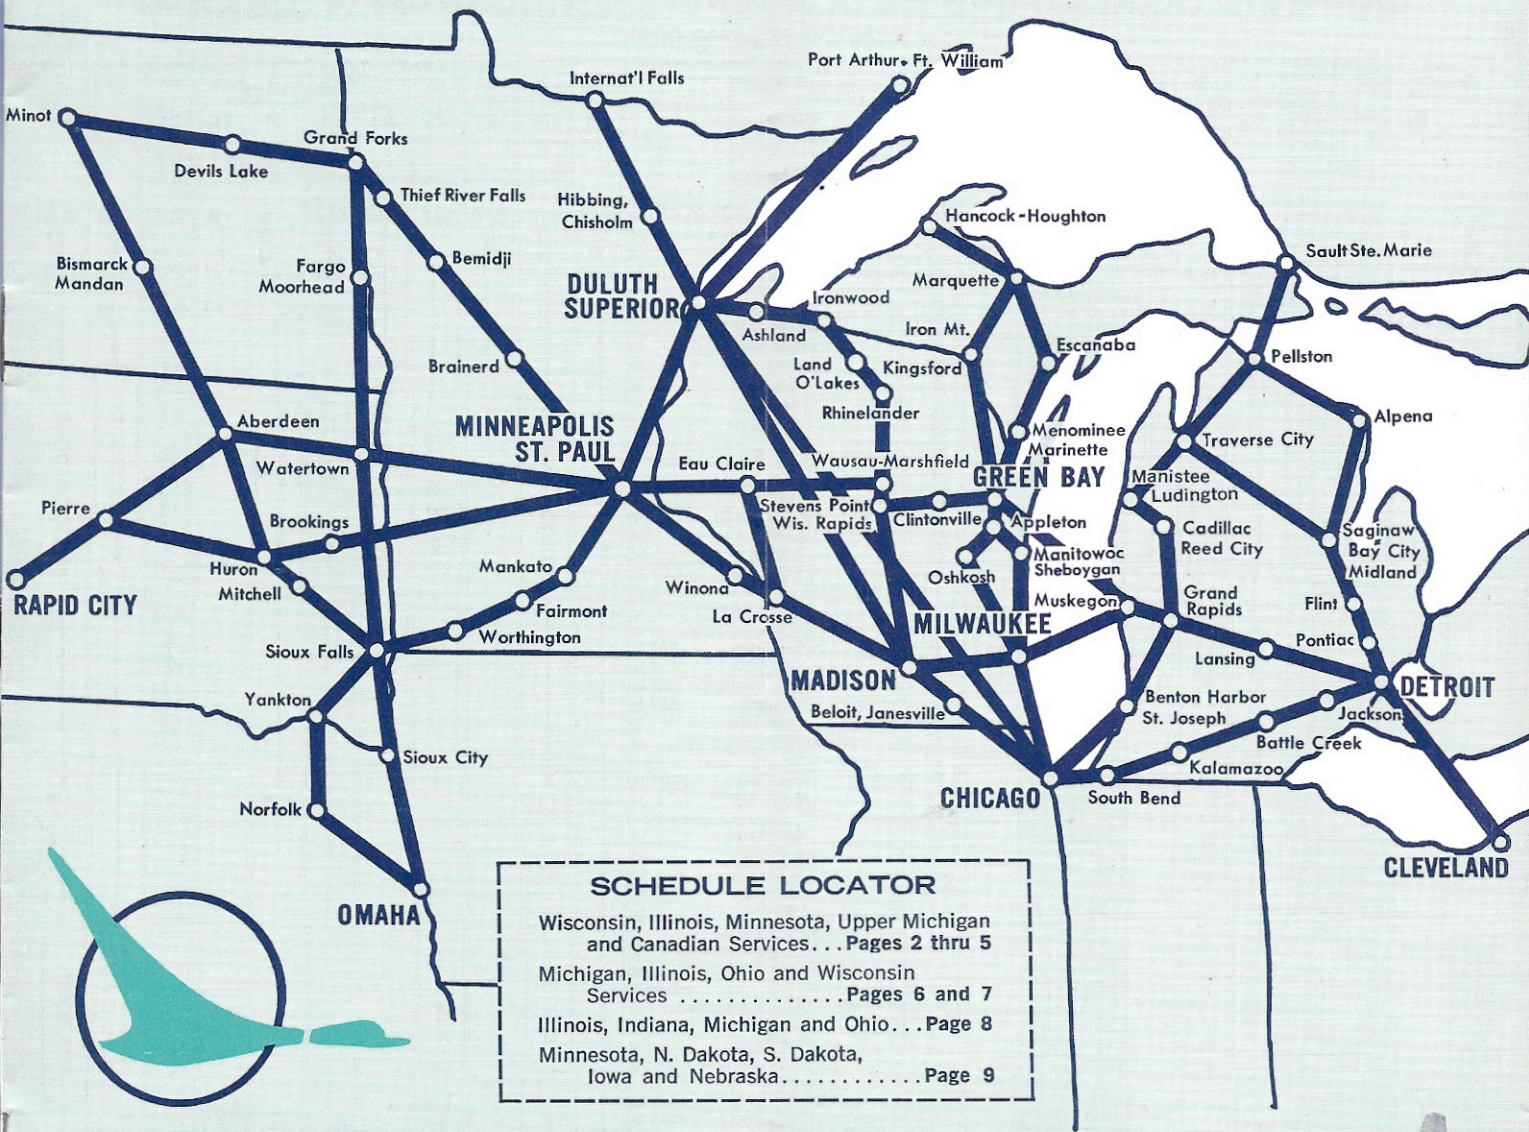 Port Arthur • Ft. William
Internat'l Falls
Minot
Grand Forks
Devils Lake
Thief River Falls
Hibbing,
Chisholm
Hancock-Houghton
Sault Ste. Marie
Bismarck
Mandan
Fargo
Moorhead
Bemidji
DULUTH
SUPERIOR
Marquette
Ironwood
Ashland
Iron Mt.
Kingsford
Escanaba
Pellston
Brainerd
Land
O'Lakes
Rhinelander
Alpena
Aberdeen
MINNEAPOLIS
ST. PAUL
Menominee
Marinette
Traverse City
Watertown
Eau Claire
Wausau-Marshfield
GREEN BAY
Manistee
Ludington
Pierre
Brookings
Stevens Point
Wis. Rapids
Clintonville
Appleton
Cadillac
Reed City
Saginaw
Bay City
Midland
Huron
Mitchell
Mankato
Winona
Oshkosh
Manitowoc
Sheboygan
RAPID CITY
Fairmont
La Crosse
Muskegon
Grand
Rapids
Flint
Sioux Falls
Worthington
MILWAUKEE
Pontiac
Lansing
MADISON
DETROIT
Yankton
Beloit, Janesville
Benton Harbor
St. Joseph
Jackson
Sioux City
Battle Creek
Kalamazoo
Norfolk
CHICAGO
South Bend
CLEVELAND
OMAHA
SCHEDULE LOCATOR
Wisconsin, Illinois, Minnesota, Upper Michigan
and Canadian Services...Pages 2 thru 5
Michigan, Illinois, Ohio and Wisconsin
Services ..............Pages 6 and 7
Illinois, Indiana, Michigan and Ohio...Page 8
Minnesota, N. Dakota, S. Dakota,
Iowa and Nebraska............Page 9